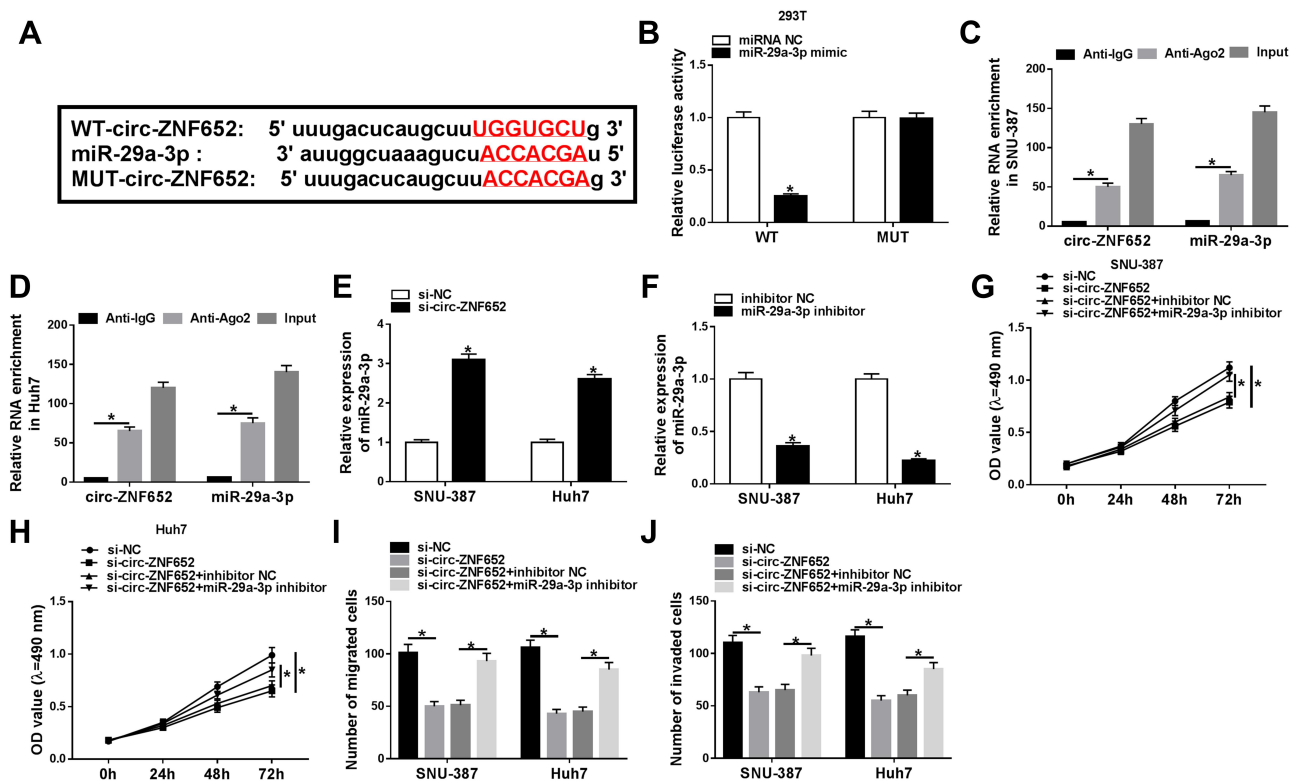 A
WT-circ-ZNF652: 5' uuugacucaugcuuUGGUGCUg 3'
miR-29a-3p : 3' auuggcuaaagucuACCACGAu 5'
MUT-circ-ZNF652: 5' uuugacucaugcuuACCACGAg 3'
B
293T
miRNA NC
miR-29a-3p mimic
Relative luciferase activity
1.5
1.0
0.5
0.0
*
WT MUT
C
Anti-IgG Anti-Ago2 Input
Relative RNA enrichment
in SNU-387
200
150
100
50
0
* *
circ-ZNF652 miR-29a-3p
D
Anti-IgG Anti-Ago2 Input
Relative RNA enrichment
in Huh7
200
150
100
50
0
* *
circ-ZNF652 miR-29a-3p
E
si-NC
si-circ-ZNF652
Relative expression
of miR-29a-3p
4
3
2
1
0
* *
SNU-387 Huh7
F
inhibitor NC
miR-29a-3p inhibitor
Relative expression
of miR-29a-3p
1.5
1.0
0.5
0.0
* *
SNU-387 Huh7
G
SNU-387
si-NC
si-circ-ZNF652
si-circ-ZNF652+inhibitor NC
si-circ-ZNF652+miR-29a-3p inhibitor
OD value (λ=490 nm)
1.5
1.0
0.5
0.0
* *
0h 24h 48h 72h
H
Huh7
si-NC
si-circ-ZNF652
si-circ-ZNF652+inhibitor NC
si-circ-ZNF652+miR-29a-3p inhibitor
OD value (λ=490 nm)
1.5
1.0
0.5
0.0
* *
0h 24h 48h 72h
I
si-NC
si-circ-ZNF652
si-circ-ZNF652+inhibitor NC
si-circ-ZNF652+miR-29a-3p inhibitor
Number of migrated cells
150
100
50
0
* * * *
SNU-387 Huh7
J
si-NC
si-circ-ZNF652
si-circ-ZNF652+inhibitor NC
si-circ-ZNF652+miR-29a-3p inhibitor
Number of invaded cells
150
100
50
0
* * * *
SNU-387 Huh7